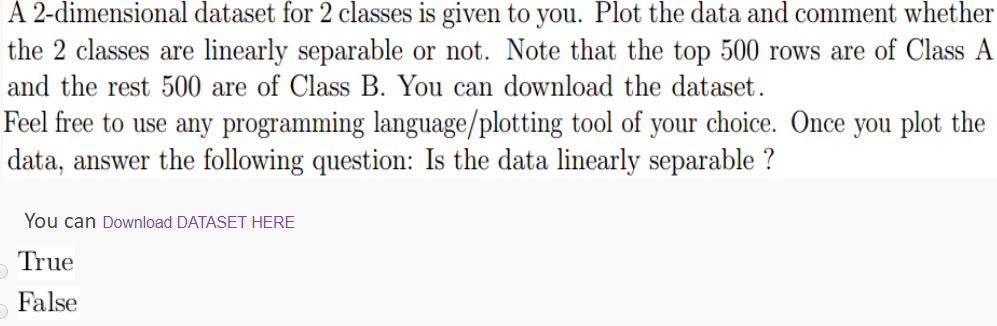 A 2-dimensional dataset for 2 classes is given to you. Plot the data and comment whether
the 2 classes are linearly separable or not. Note that the top 500 rows are of Class A
and the rest 500 are of Class B. You can download the dataset.
Feel free to use any programming language/plotting tool of your choice. Once you plot the
data, answer the following question: Is the data linearly separable ?
You can Download DATASET HERE
True
False